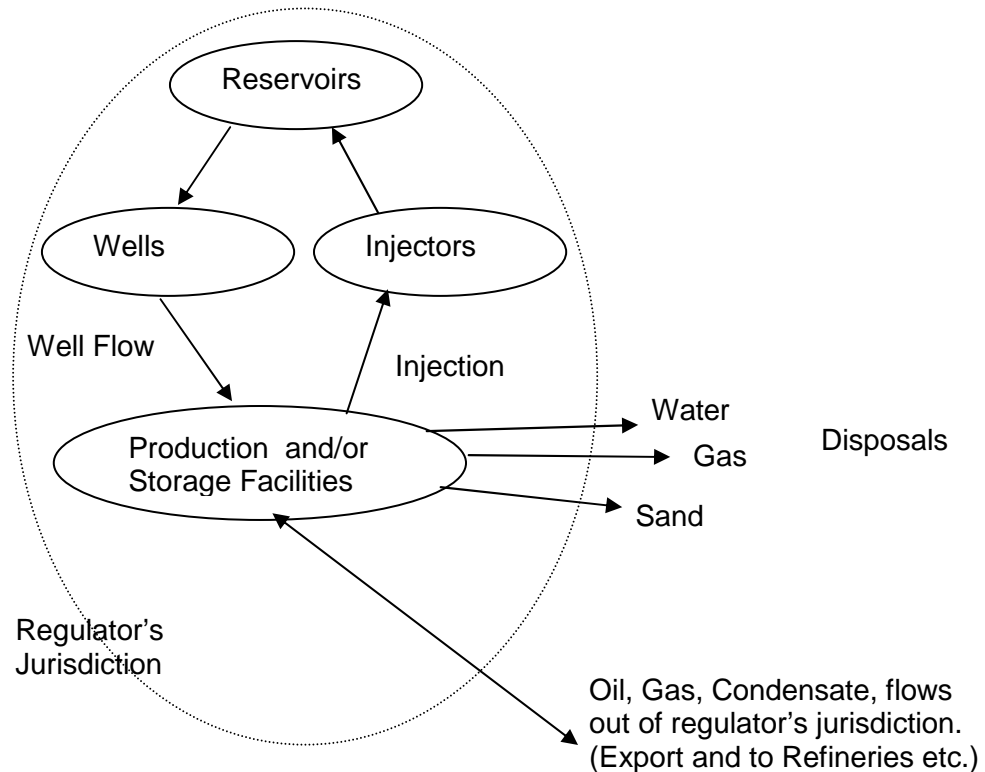 Reservoirs
Wells
Injectors
Well Flow
Injection
Production and/or
Storage Facilities
Water
Gas
Sand
Disposals
Regulator’s
Jurisdiction
Oil, Gas, Condensate, flows
out of regulator’s jurisdiction.
(Export and to Refineries etc.)